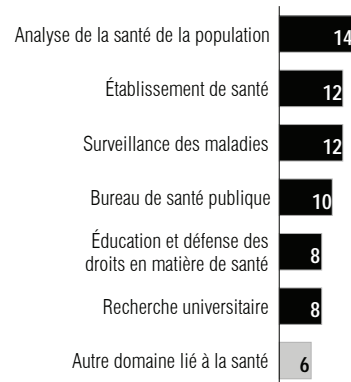 Analyse de la santé de la population 14
Établissement de santé 12
Surveillance des maladies 12
Bureau de santé publique 10
Éducation et défense des
droits en matière de santé 8
Recherche universitaire 8
Autre domaine lié à la santé 6